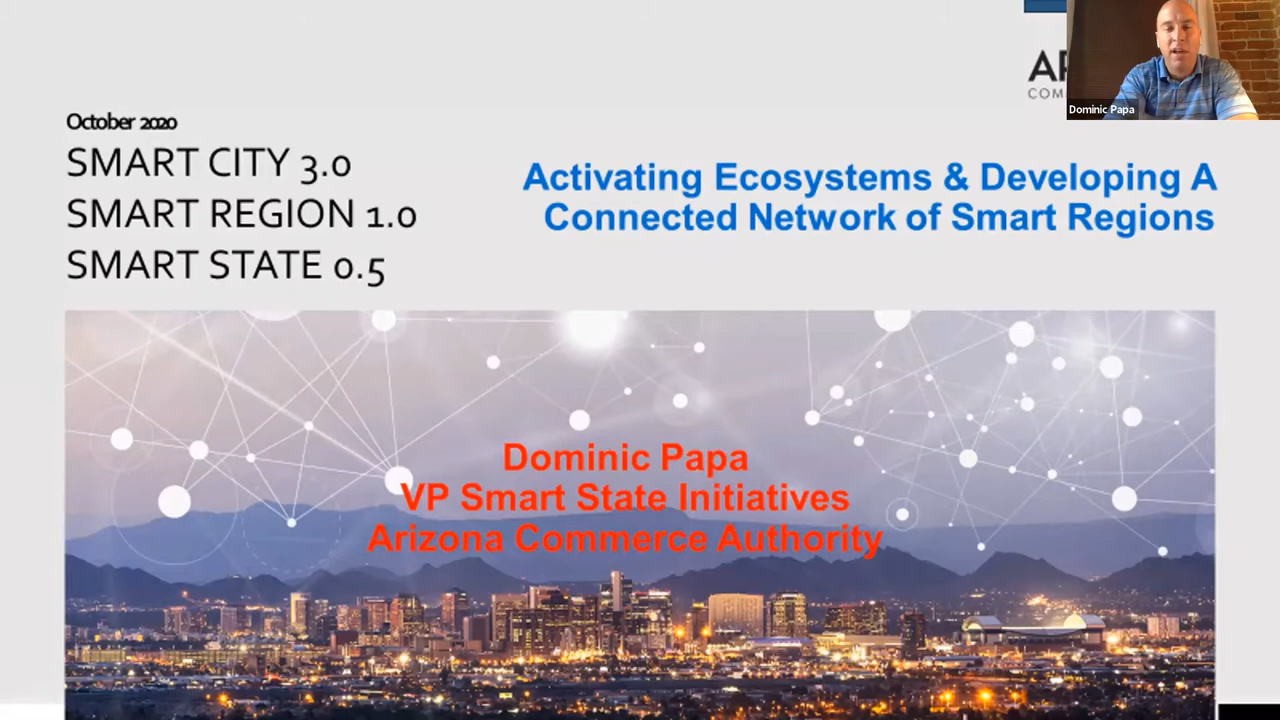 October 2020
SMART CITY 3.0
SMART REGION 1.0
SMART STATE 0.5
Activating Ecosystems & Developing A
Connected Network of Smart Regions
Dominic Papa
Dominic Papa
VP Smart State Initiatives
Arizona Commerce Authority